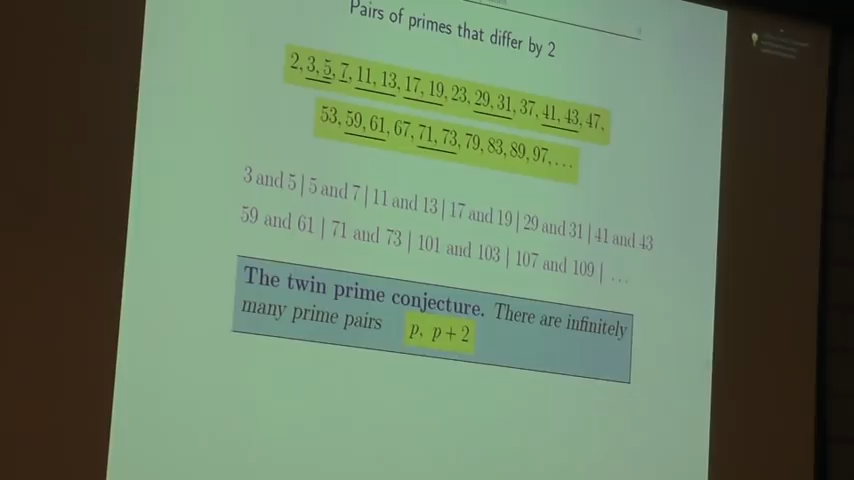 Pairs of primes that differ by 2
2, 3, 5, 7, 11, 13, 17, 19, 23, 29, 31, 37, 41, 43, 47,
53, 59, 61, 67, 71, 73, 79, 83, 89, 97, . . .
3 and 5 | 5 and 7 | 11 and 13 | 17 and 19 | 29 and 31 | 41 and 43
59 and 61 | 71 and 73 | 101 and 103 | 107 and 109 | . . .
The twin prime conjecture. There are infinitely
many prime pairs p, p + 2